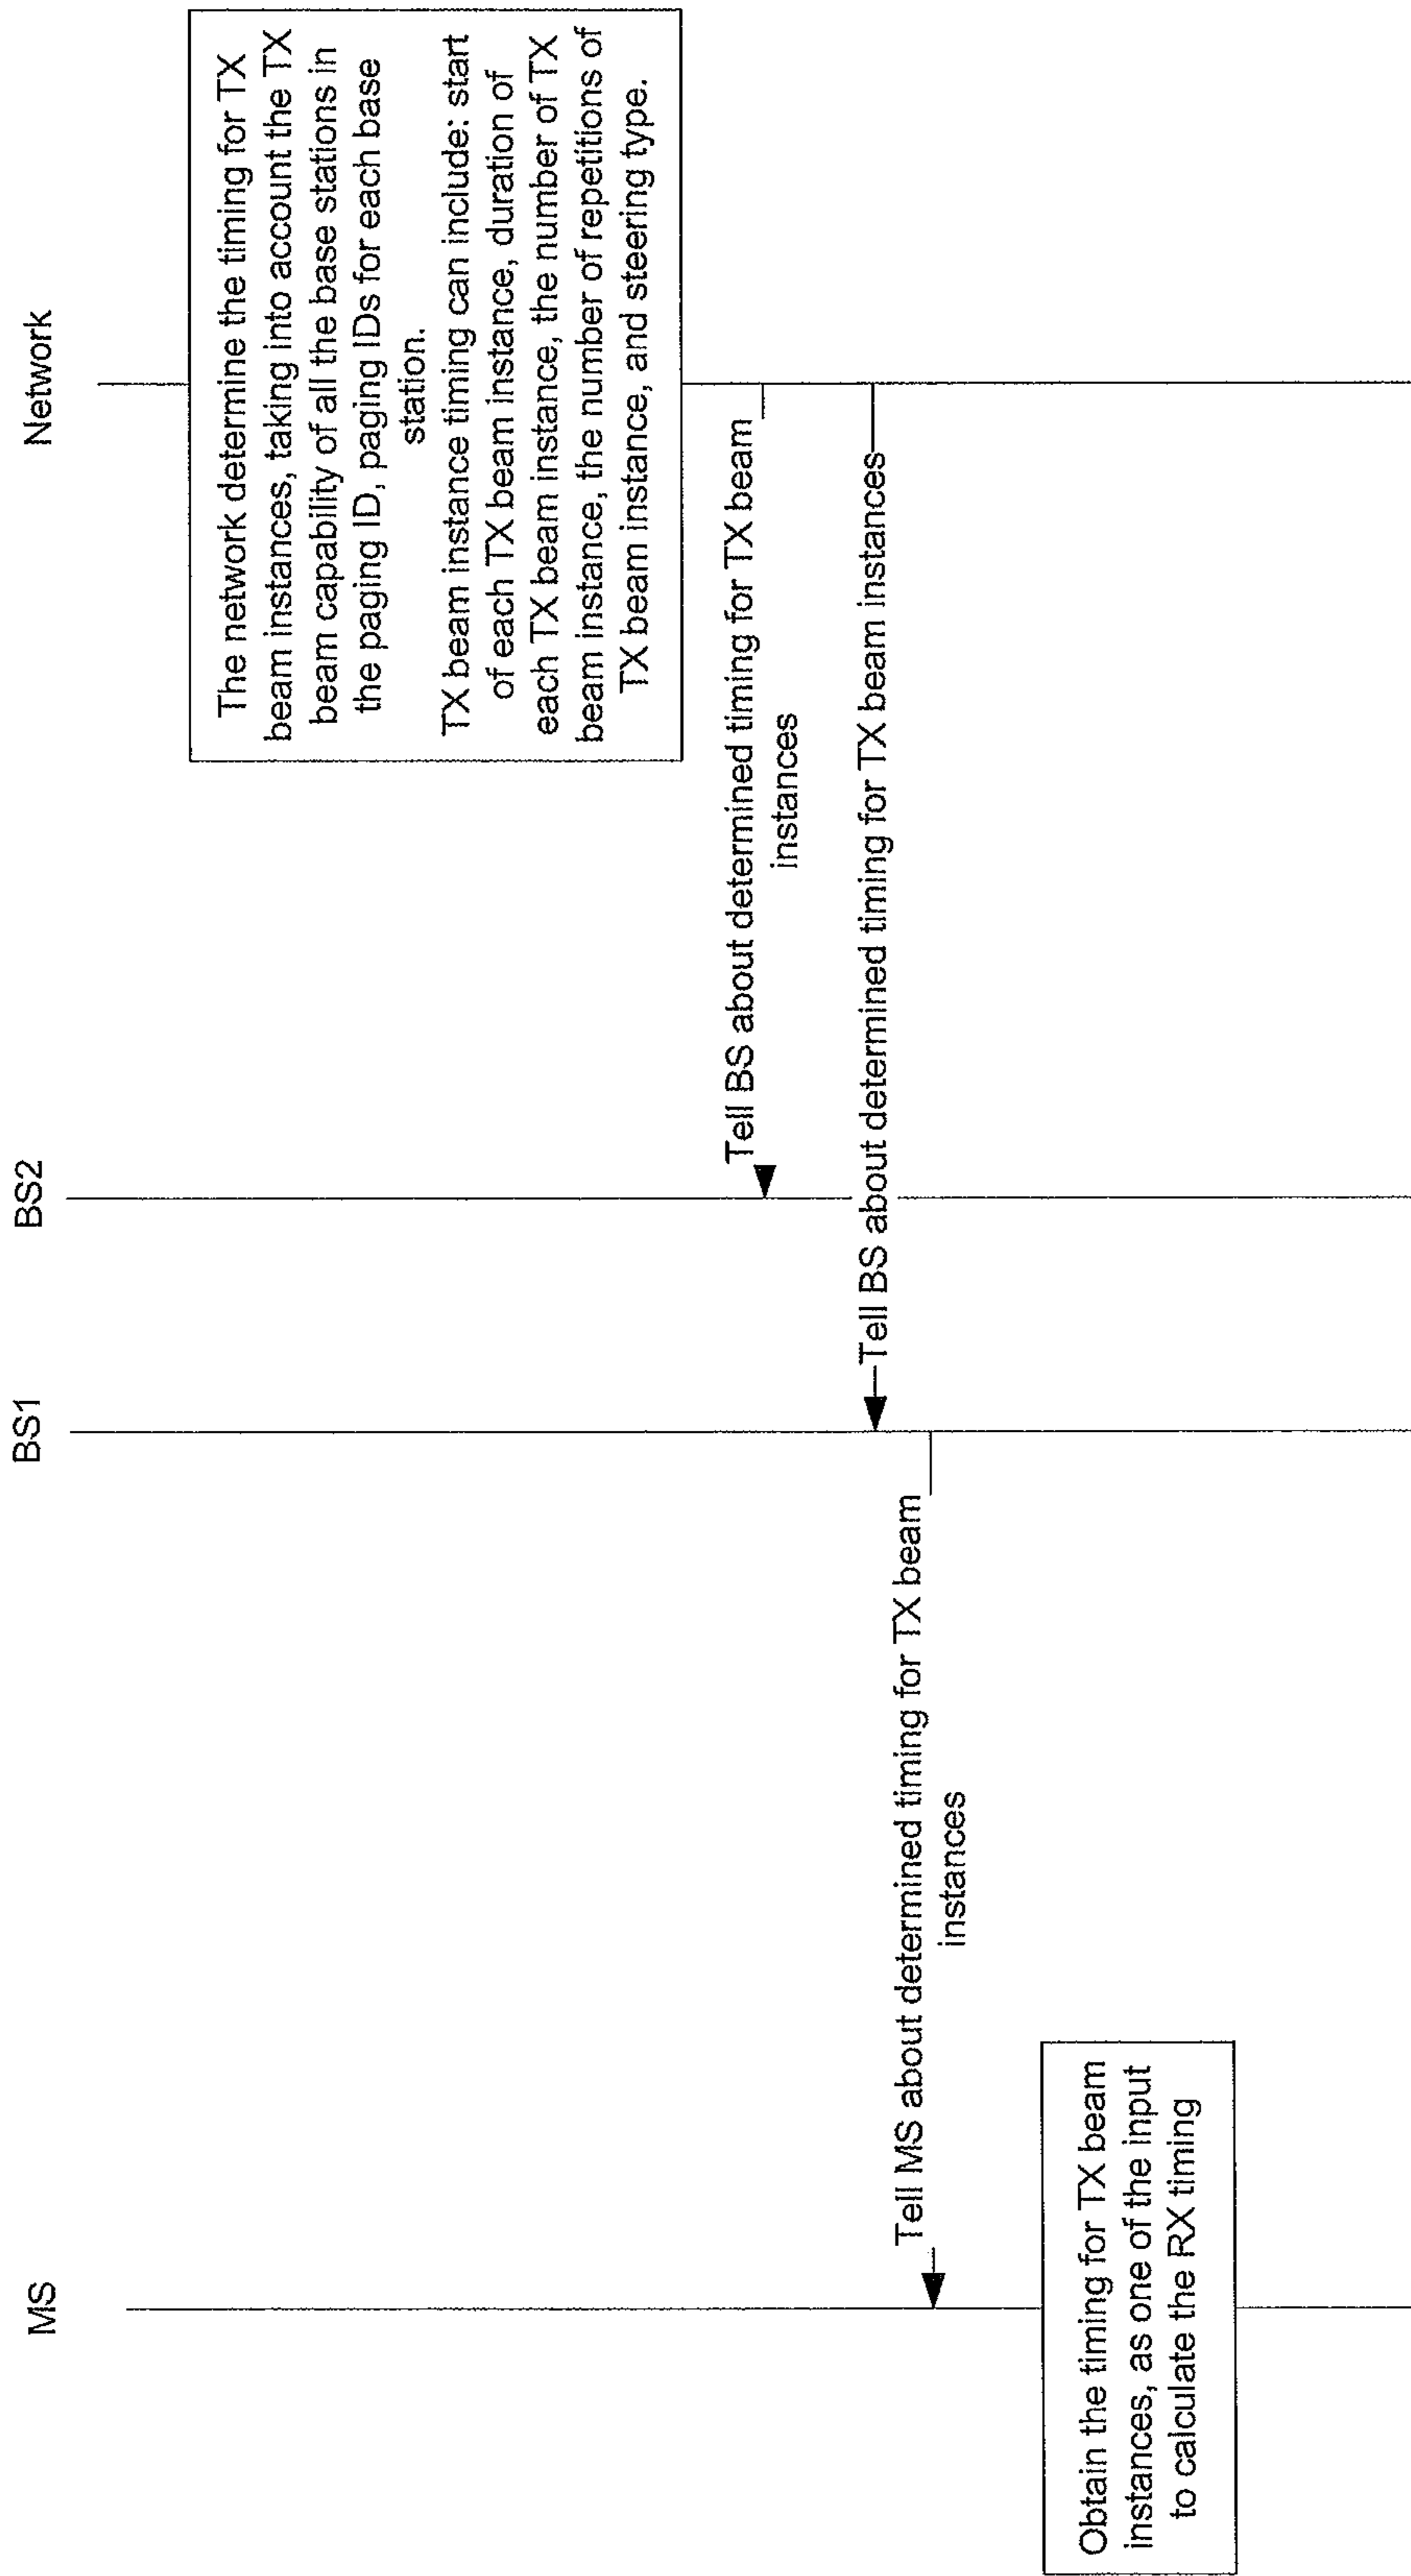 MS
BS1
BS2
Network
The network determine the timing for TX
beam instances, taking into account the TX
beam capability of all the base stations in
the paging ID, paging IDs for each base
station.
TX beam instance timing can include: start
of each TX beam instance, duration of
each TX beam instance, the number of TX
beam instance, the number of repetitions of
TX beam instance, and steering type.
Tell BS about determined timing for TX beam
instances
Tell BS about determined timing for TX beam instances
Tell MS about determined timing for TX beam
instances
Obtain the timing for TX beam
instances, as one of the input
to calculate the RX timing